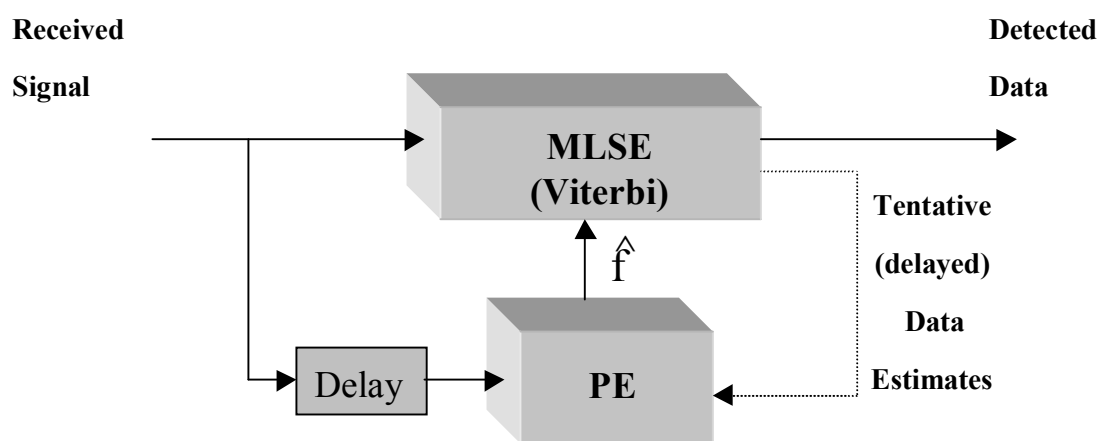 Received
Signal
Detected
Data
MLSE
(Viterbi)
Tentative
(delayed)
Data
Estimates
f̂
Delay
PE